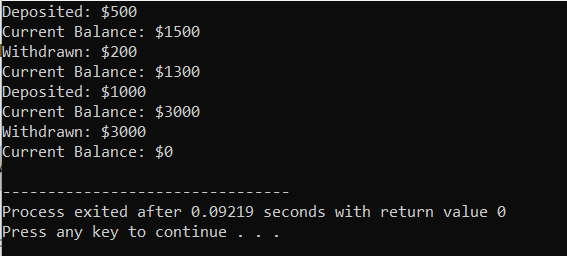 Deposited: $500
Current Balance: $1500
Withdrawn: $200
Current Balance: $1300
Deposited: $1000
Current Balance: $3000
Withdrawn: $3000
Current Balance: $0
--------------------------------
Process exited after 0.09219 seconds with return value 0
Press any key to continue . . .